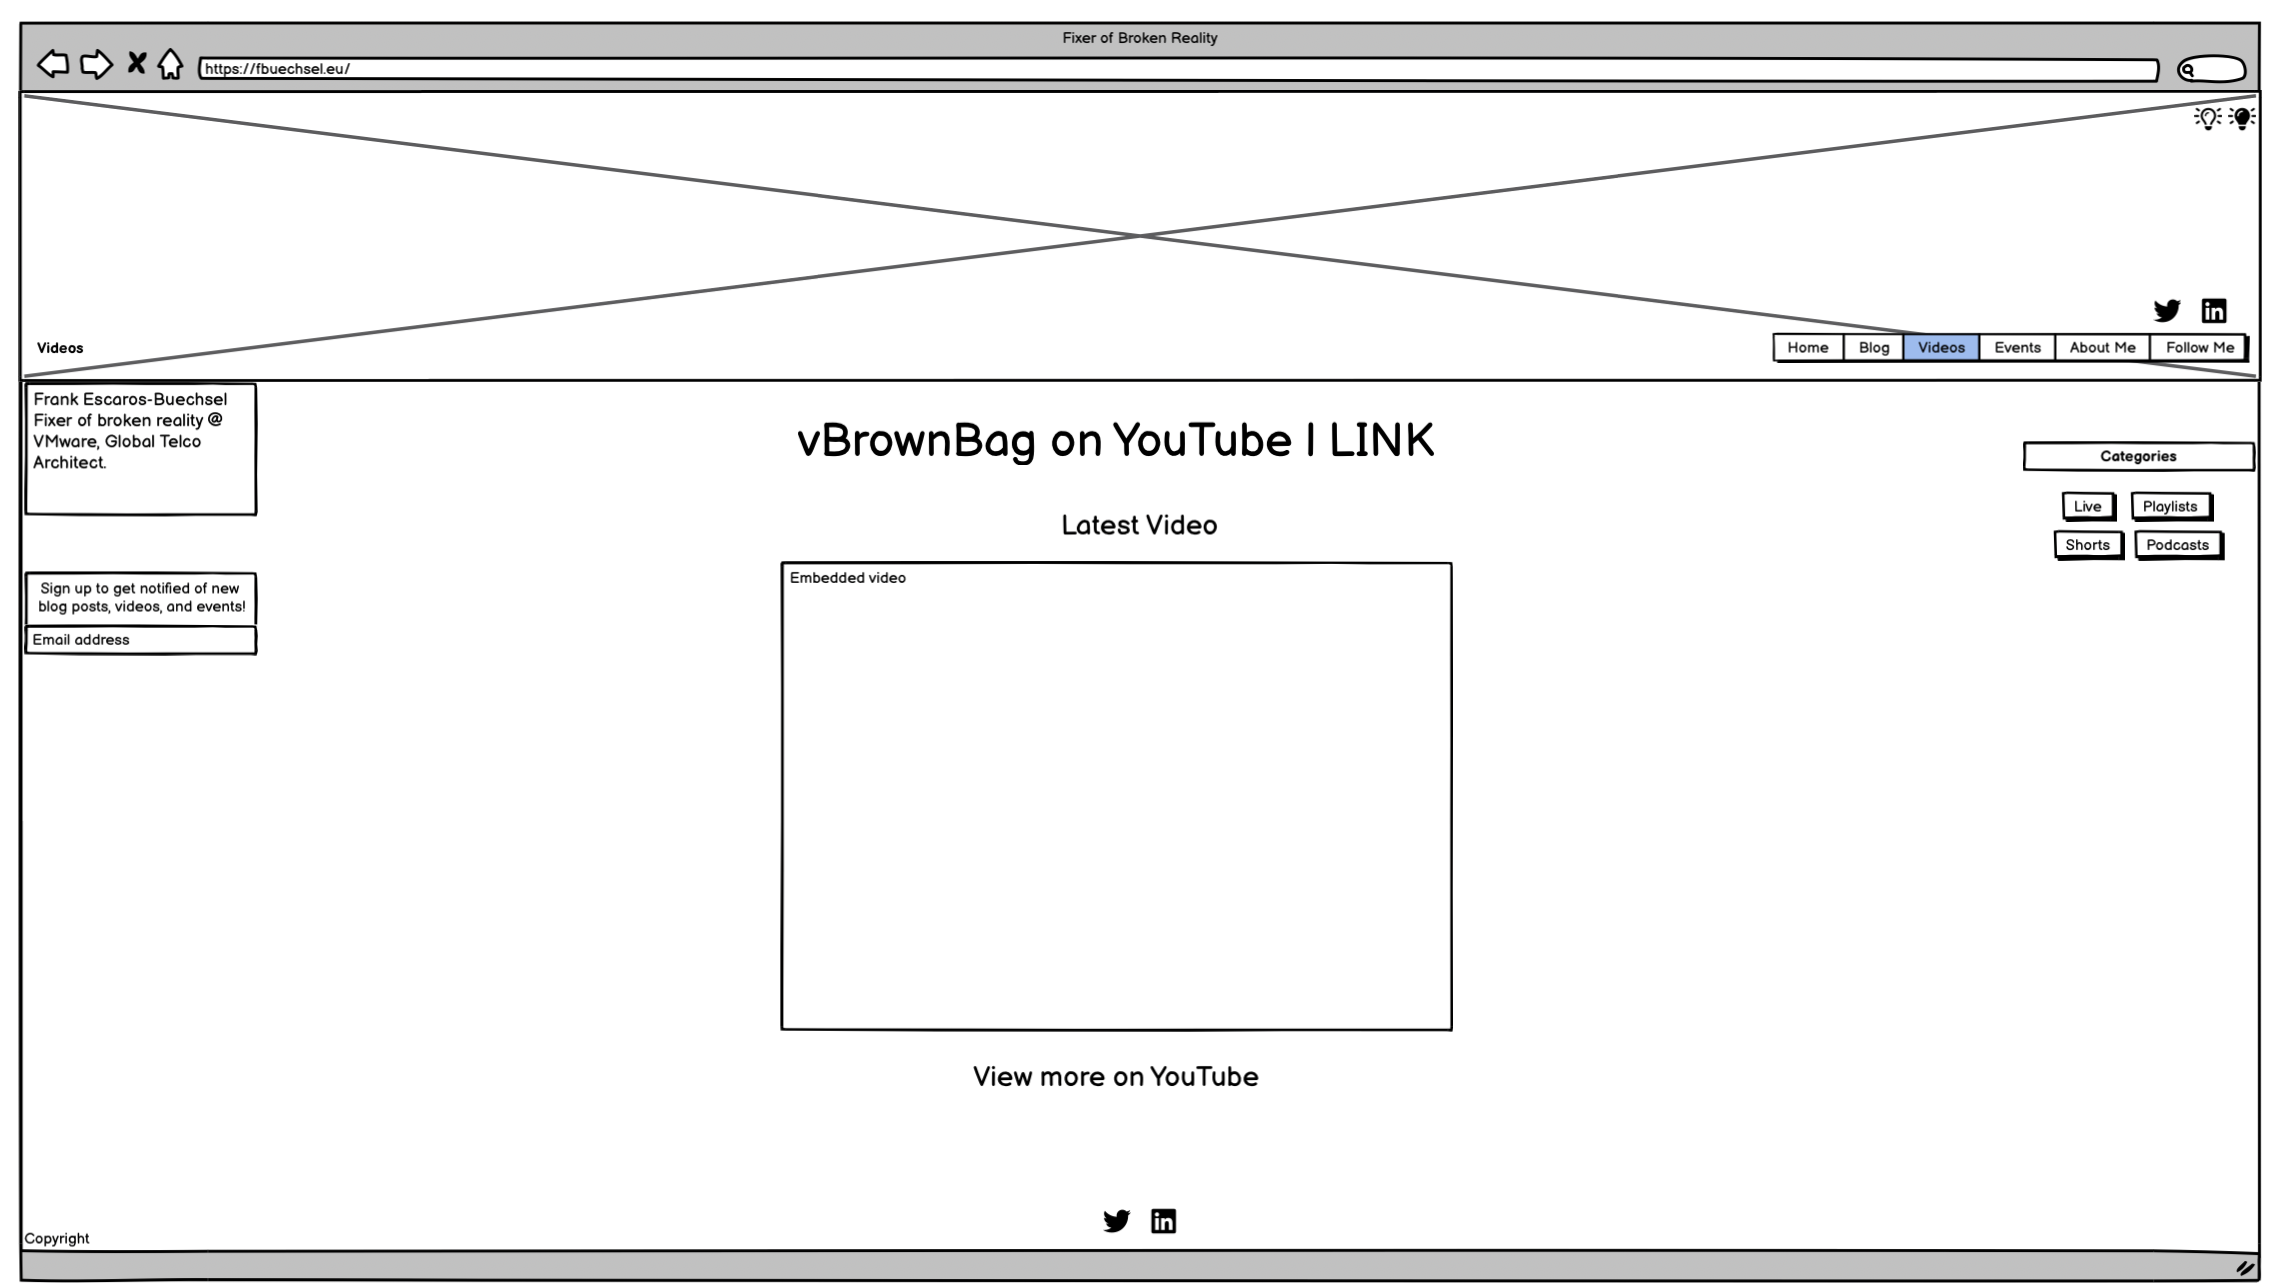 Fixer of Broken Reality
https://fbuechsel.eu/
Videos
Home Blog Videos Events About Me Follow Me
Frank Escaros-Buechsel
Fixer of broken reality @
VMware, Global Telco
Architect.
Sign up to get notified of new
blog posts, videos, and events!
Email address
vBrownBag on YouTube | LINK
Latest Video
Embedded video
View more on YouTube
Categories
Live Playlists
Shorts Podcasts
Copyright